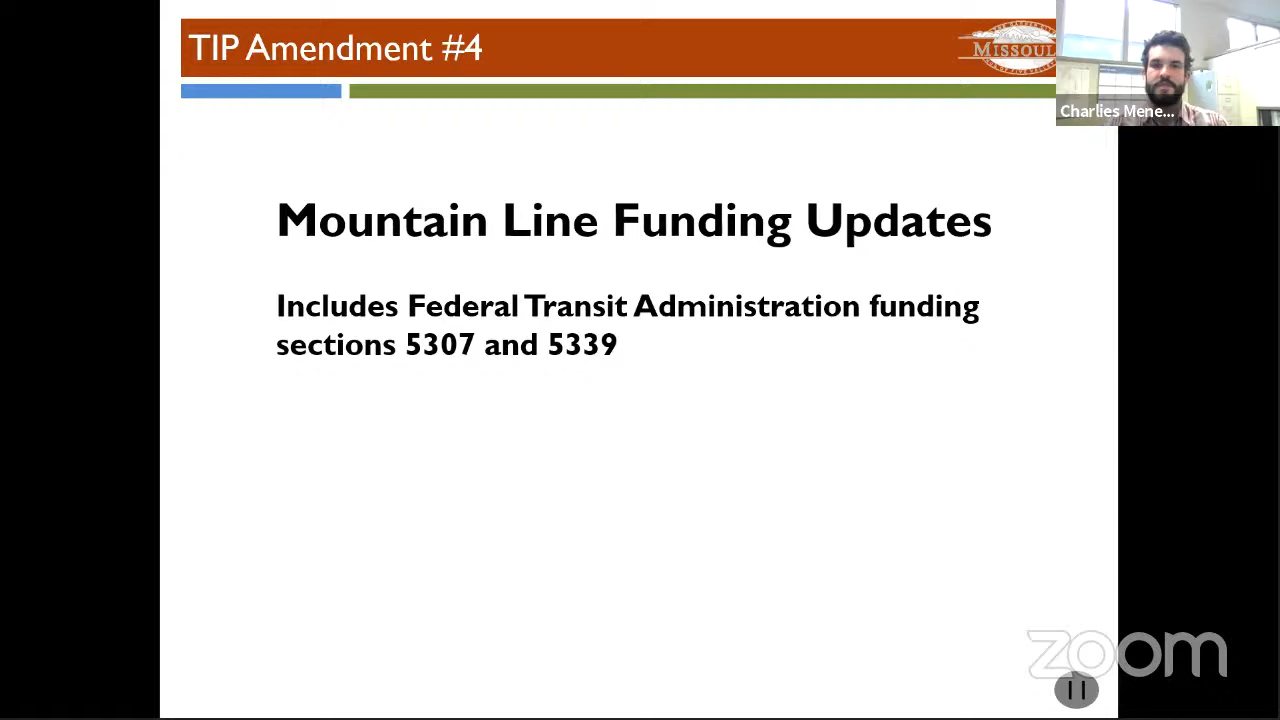 TIP Amendment #4
MISSOUL
Charlies Mene...
Mountain Line Funding Updates
Includes Federal Transit Administration funding
sections 5307 and 5339
zoom